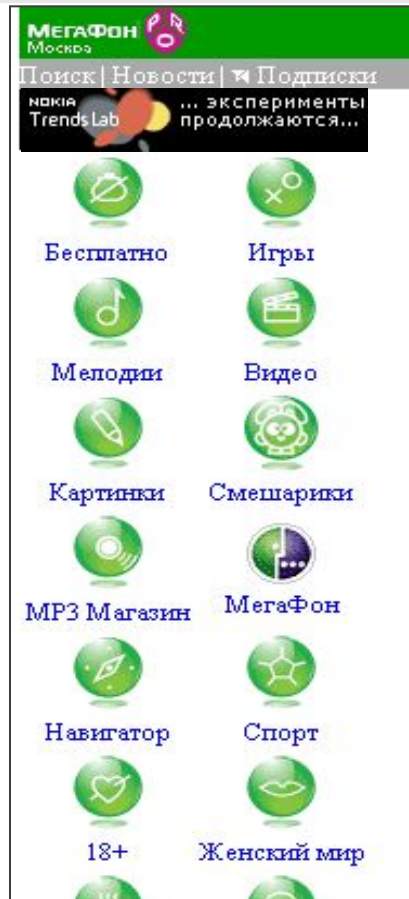 МЕГАФОН PRO
Москва
Поиск | Новости | Подписки
NOKIA ... эксперименты
Trends Lab продолжаются...
Бесплатно Игры
Мелодии Видео
Картинки Смешарики
MP3 Магазин МегаФон
Навигатор Спорт
18+ Женский мир